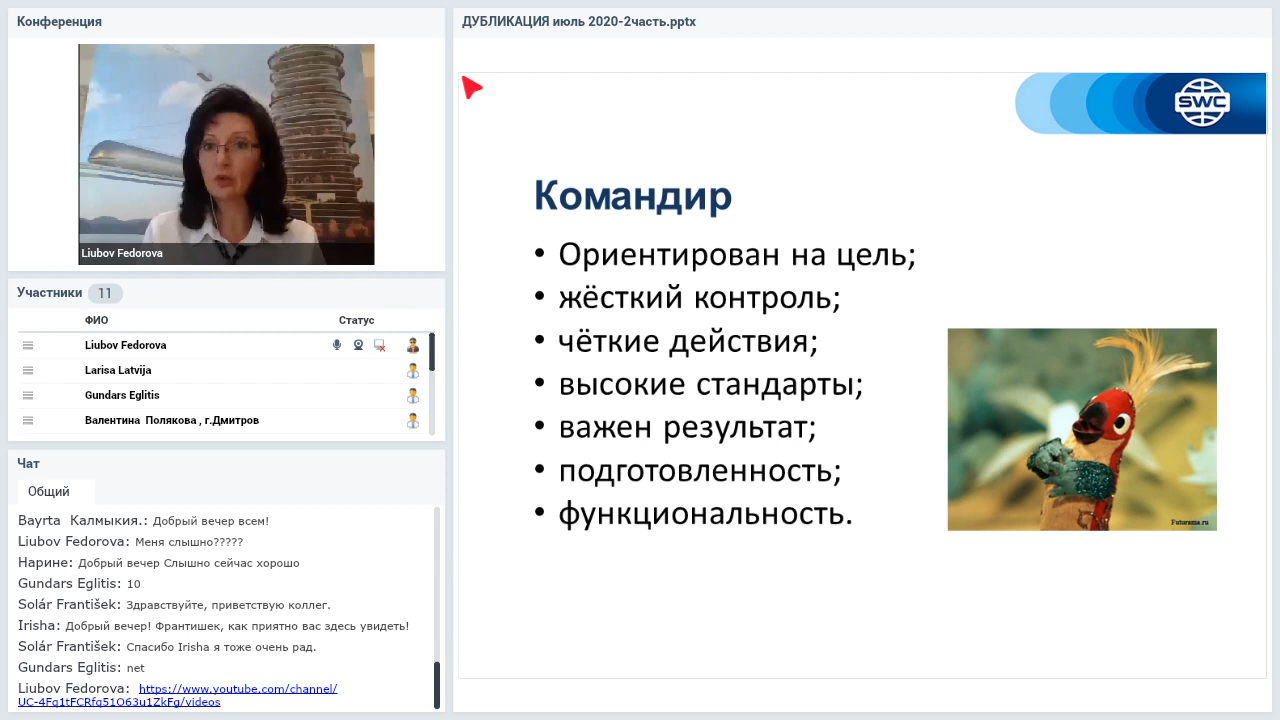 Конференция
Liubov Fedorova
Участники 11
ФИО Статус
Liubov Fedorova
Larisa Latvija
Gundars Eglitis
Валентина Полякова , г.Дмитров
Чат
Общий
Bayrta Калмыкия.: Добрый вечер всем!
Liubov Fedorova: Меня слышно?????
Нарине: Добрый вечер Слышно сейчас хорошо
Gundars Eglitis: 10
Solár František: Здравствуйте, приветствую коллег.
Irisha: Добрый вечер! Франтишек, как приятно вас здесь увидеть!
Solár František: Спасибо Irisha я тоже очень рад.
Gundars Eglitis: net
Liubov Fedorova: https://www.youtube.com/channel/
UC-4Fq1tFCRfg51O63u1ZkFg/videos
ДУБЛИКАЦИЯ июль 2020-2часть.pptx
SWC
Командир
• Ориентирован на цель;
• жёсткий контроль;
• чёткие действия;
• высокие стандарты;
• важен результат;
• подготовленность;
• функциональность.
Futurama.ru